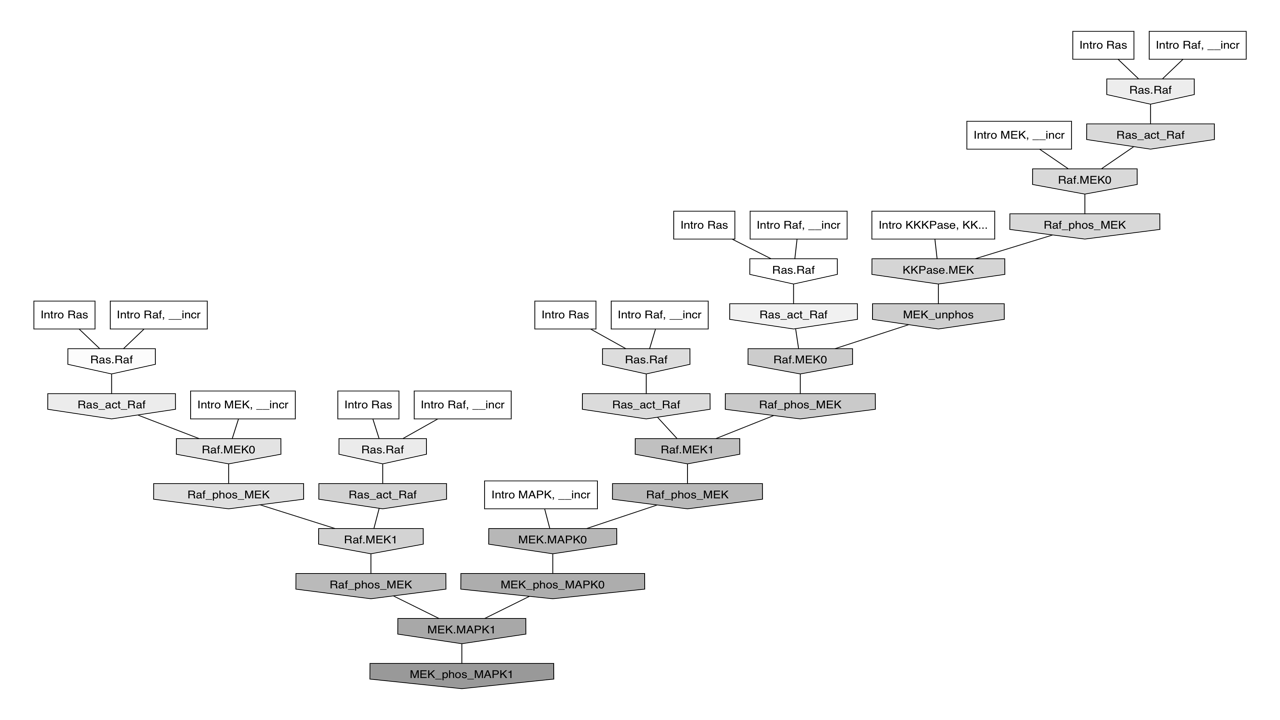 Intro Ras
Intro Raf, __incr
Ras.Raf
Intro MEK, __incr
Ras_act_Raf
Raf.MEK0
Intro Ras
Intro Raf, __incr
Intro KKKPase, KK...
Raf_phos_MEK
Ras.Raf
KKPase.MEK
Intro Ras
Intro Raf, __incr
Intro Ras
Intro Raf, __incr
Ras_act_Raf
MEK_unphos
Ras.Raf
Ras.Raf
Raf.MEK0
Ras_act_Raf
Intro MEK, __incr
Intro Ras
Intro Raf, __incr
Ras_act_Raf
Raf_phos_MEK
Raf.MEK0
Ras.Raf
Raf.MEK1
Raf_phos_MEK
Ras_act_Raf
Intro MAPK, __incr
Raf_phos_MEK
Raf.MEK1
MEK.MAPK0
Raf_phos_MEK
MEK_phos_MAPK0
MEK.MAPK1
MEK_phos_MAPK1